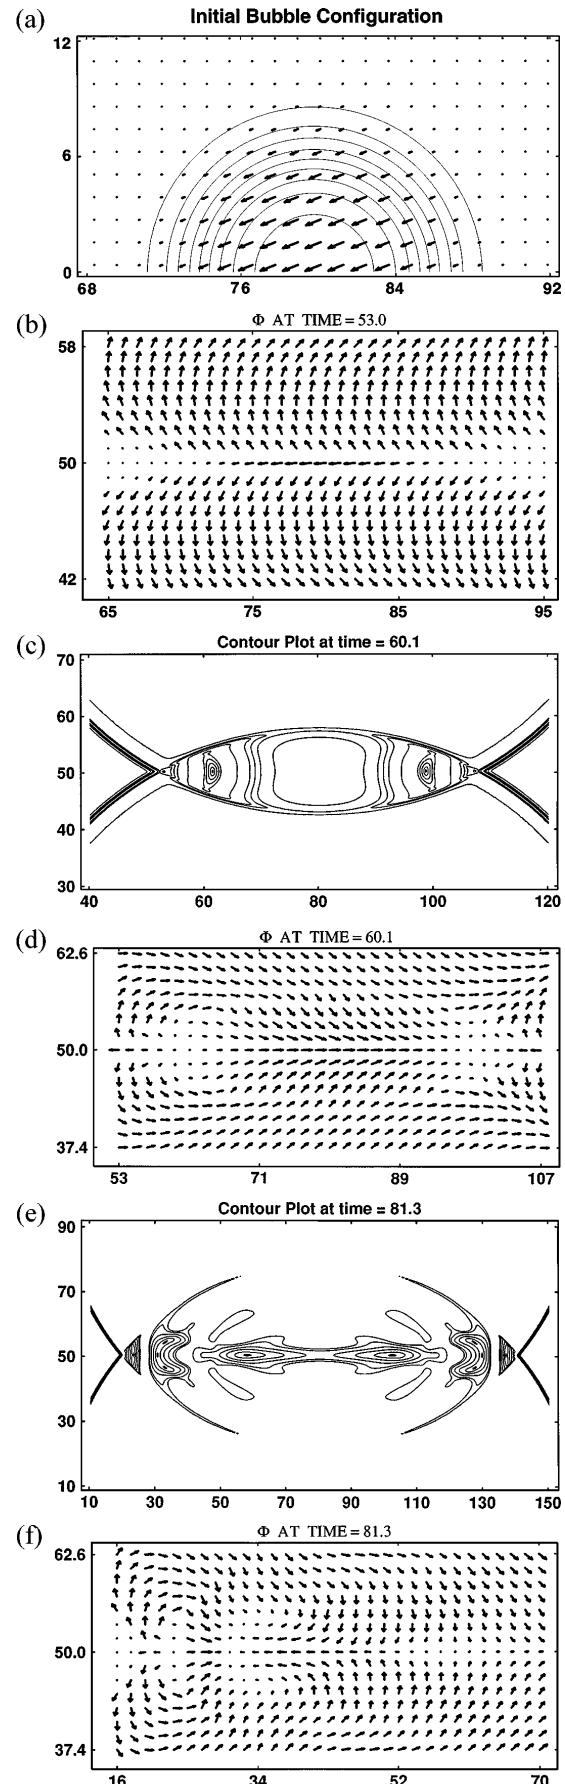 (a)
Initial Bubble Configuration
12
6
0
68 76 84 92
(b)
Φ AT TIME = 53.0
58
50
42
65 75 85 95
(c)
Contour Plot at time = 60.1
70
60
50
40
30
40 60 80 100 120
(d)
Φ AT TIME = 60.1
62.6
50.0
37.4
53 71 89 107
(e)
Contour Plot at time = 81.3
90
70
50
30
10
10 30 50 70 90 110 130 150
(f)
Φ AT TIME = 81.3
62.6
50.0
37.4
16 34 52 70